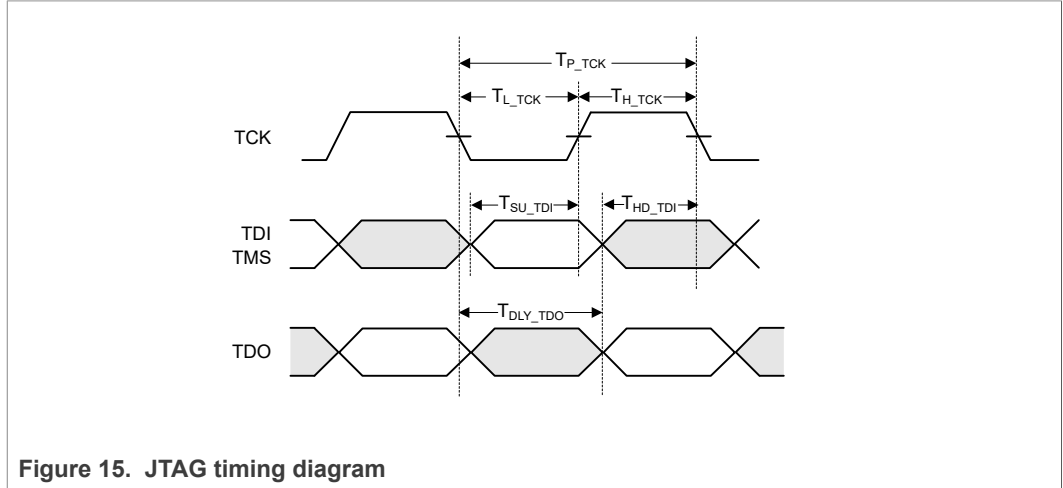 T_P_TCK
T_L_TCK T_H_TCK
TCK
T_SU_TDI T_HD_TDI
TDI
TMS
T_DLY_TDO
TDO
Figure 15. JTAG timing diagram